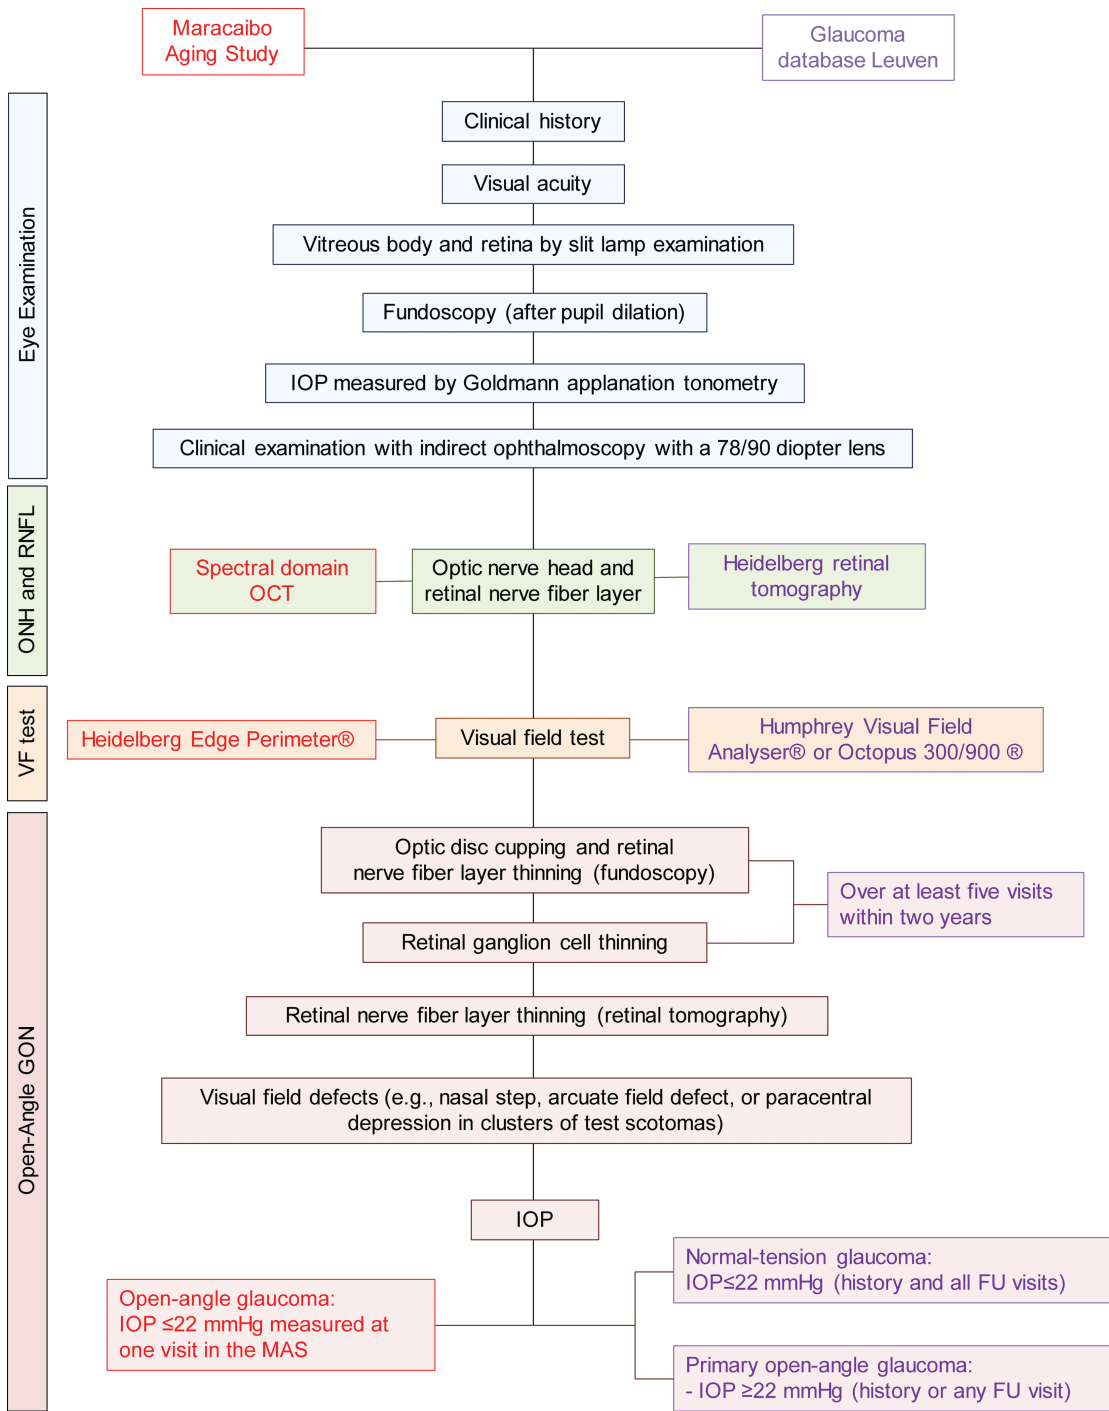 Maracaibo
Aging Study
Glaucoma
database Leuven
Eye Examination
Clinical history
Visual acuity
Vitreous body and retina by slit lamp examination
Fundoscopy (after pupil dilation)
IOP measured by Goldmann applanation tonometry
Clinical examination with indirect ophthalmoscopy with a 78/90 diopter lens
ONH and RNFL
Spectral domain
OCT
Optic nerve head and
retinal nerve fiber layer
Heidelberg retinal
tomography
VF test
Heidelberg Edge Perimeter®
Visual field test
Humphrey Visual Field
Analyser® or Octopus 300/900 ®
Open-Angle GON
Optic disc cupping and retinal
nerve fiber layer thinning (fundoscopy)
Over at least five visits
within two years
Retinal ganglion cell thinning
Retinal nerve fiber layer thinning (retinal tomography)
Visual field defects (e.g., nasal step, arcuate field defect, or paracentral
depression in clusters of test scotomas)
IOP
Open-angle glaucoma:
IOP ≤22 mmHg measured at
one visit in the MAS
Normal-tension glaucoma:
IOP≤22 mmHg (history and all FU visits)
Primary open-angle glaucoma:
- IOP ≥22 mmHg (history or any FU visit)